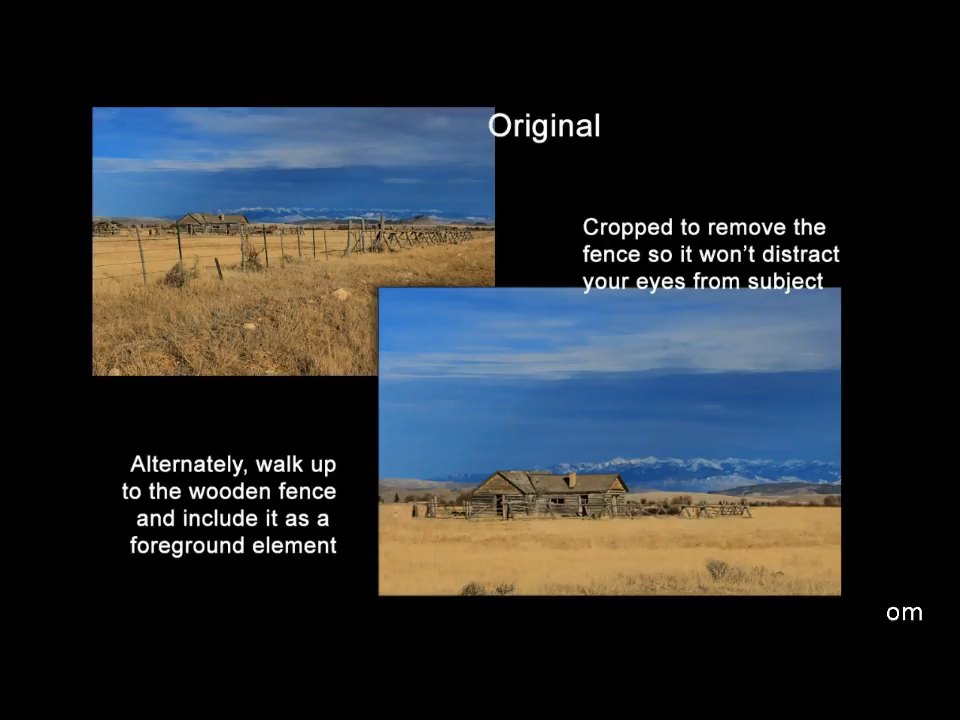 Original
Cropped to remove the
fence so it won’t distract
your eyes from subject
Alternately, walk up
to the wooden fence
and include it as a
foreground element
om